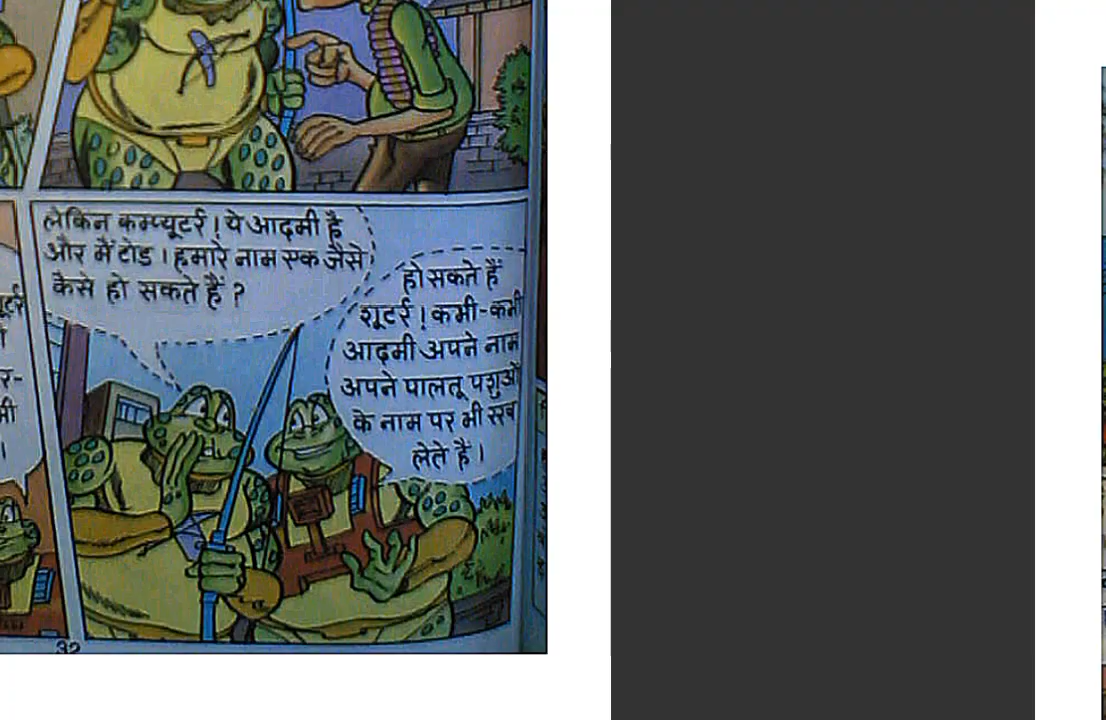 लेकिन कम्प्यूटर्र ! ये आदमी है
और मैं टोड । हमारे नाम एक जैसे
कैसे हो सकते हैं ?
हो सकते हैं
शूटर्र ! कभी-कभी
आदमी अपने नाम
अपने पालतू पशुओं
के नाम पर भी रख
लेते हैं ।
32